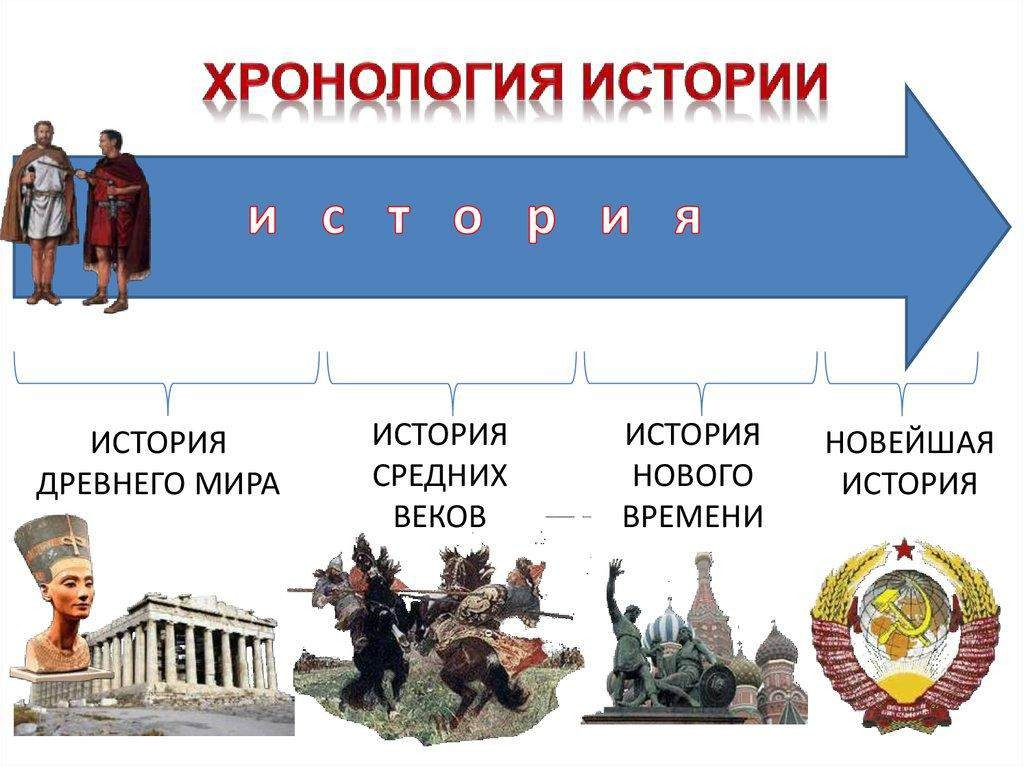 ХРОНОЛОГИЯ ИСТОРИИ
и с т о р и я
ИСТОРИЯ
ДРЕВНЕГО МИРА
ИСТОРИЯ
СРЕДНИХ
ВЕКОВ
ИСТОРИЯ
НОВОГО
ВРЕМЕНИ
НОВЕЙШАЯ
ИСТОРИЯ